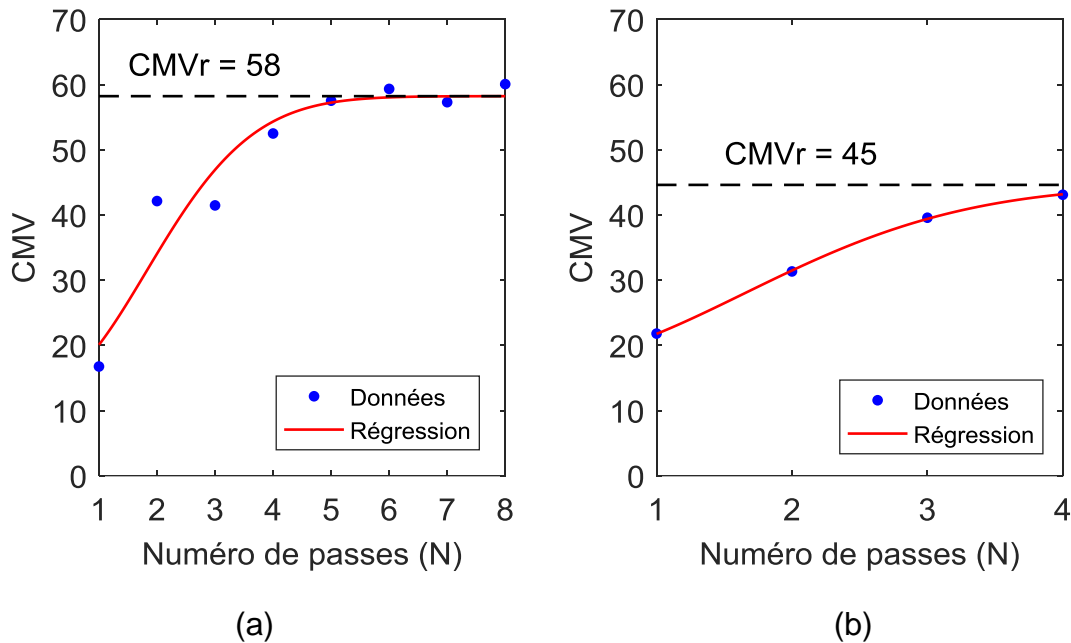 70
60
50
40
30
20
10
0
CMV
CMVr = 58
Données
Régression
1 2 3 4 5 6 7 8
Numéro de passes (N)
(a)
70
60
50
40
30
20
10
0
CMV
CMVr = 45
Données
Régression
1 2 3 4
Numéro de passes (N)
(b)